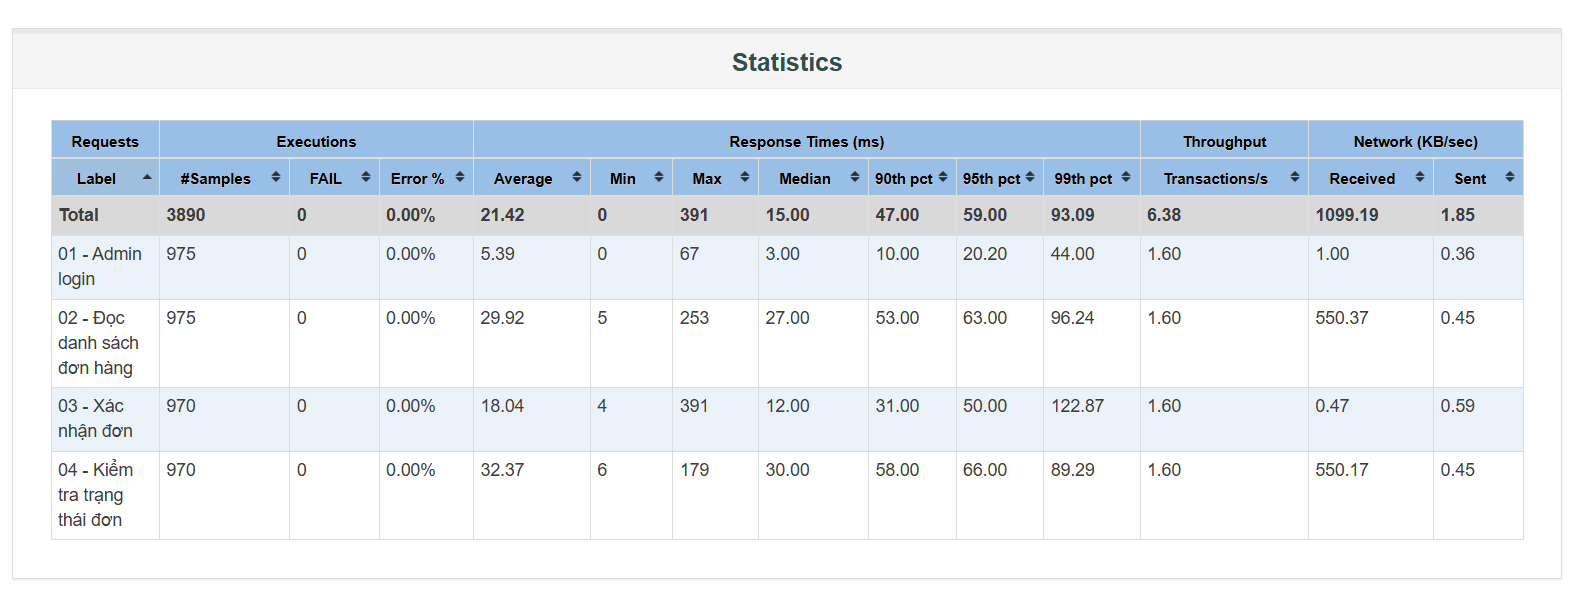 Statistics
Requests Executions Response Times (ms) Throughput Network (KB/sec)
Label #Samples FAIL Error % Average Min Max Median 90th pct 95th pct 99th pct Transactions/s Received Sent
Total 3890 0 0.00% 21.42 0 391 15.00 47.00 59.00 93.09 6.38 1099.19 1.85
01 - Admin 975 0 0.00% 5.39 0 67 3.00 10.00 20.20 44.00 1.60 1.00 0.36
login
02 - Đọc 975 0 0.00% 29.92 5 253 27.00 53.00 63.00 96.24 1.60 550.37 0.45
danh sách
đơn hàng
03 - Xác 970 0 0.00% 18.04 4 391 12.00 31.00 50.00 122.87 1.60 0.47 0.59
nhận đơn
04 - Kiểm 970 0 0.00% 32.37 6 179 30.00 58.00 66.00 89.29 1.60 550.17 0.45
tra trạng
thái đơn